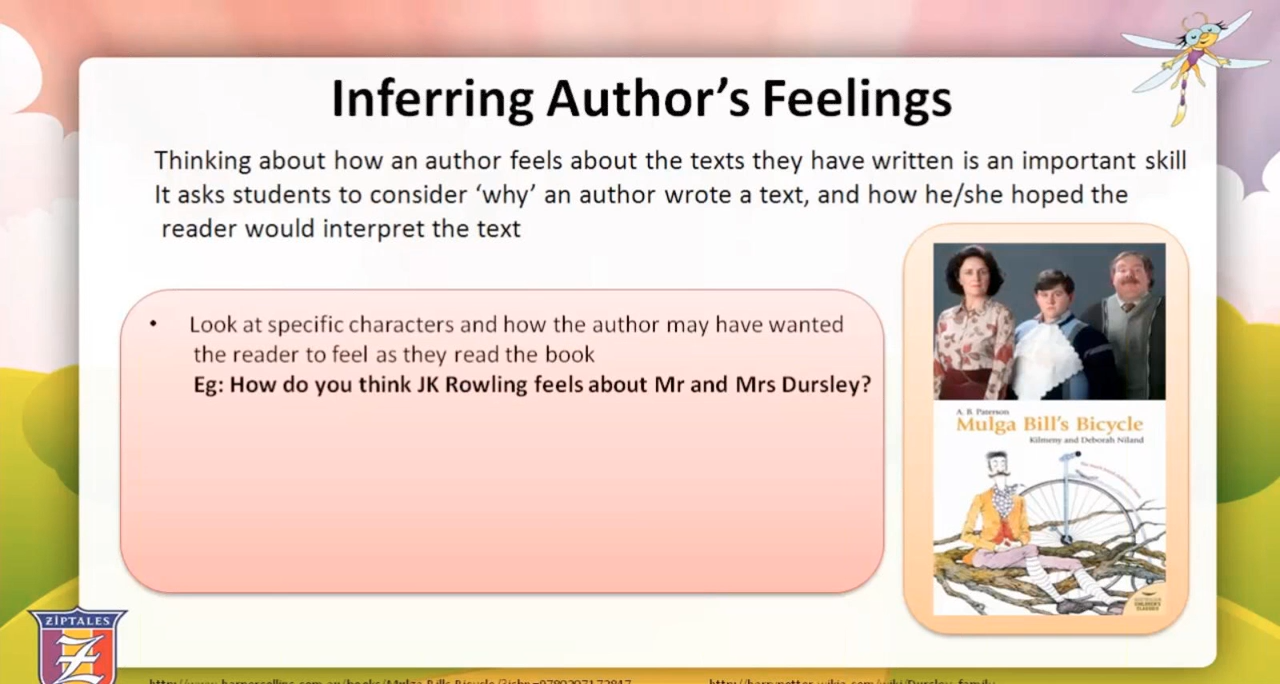 Inferring Author's Feelings
Thinking about how an author feels about the texts they have written is an important skill
It asks students to consider 'why' an author wrote a text, and how he/she hoped the
reader would interpret the text
• Look at specific characters and how the author may have wanted
the reader to feel as they read the book
Eg: How do you think JK Rowling feels about Mr and Mrs Dursley?
A. B. Paterson
Mulga Bill's Bicycle
Kilmeny and Deborah Niland
ZIPTALES
Z